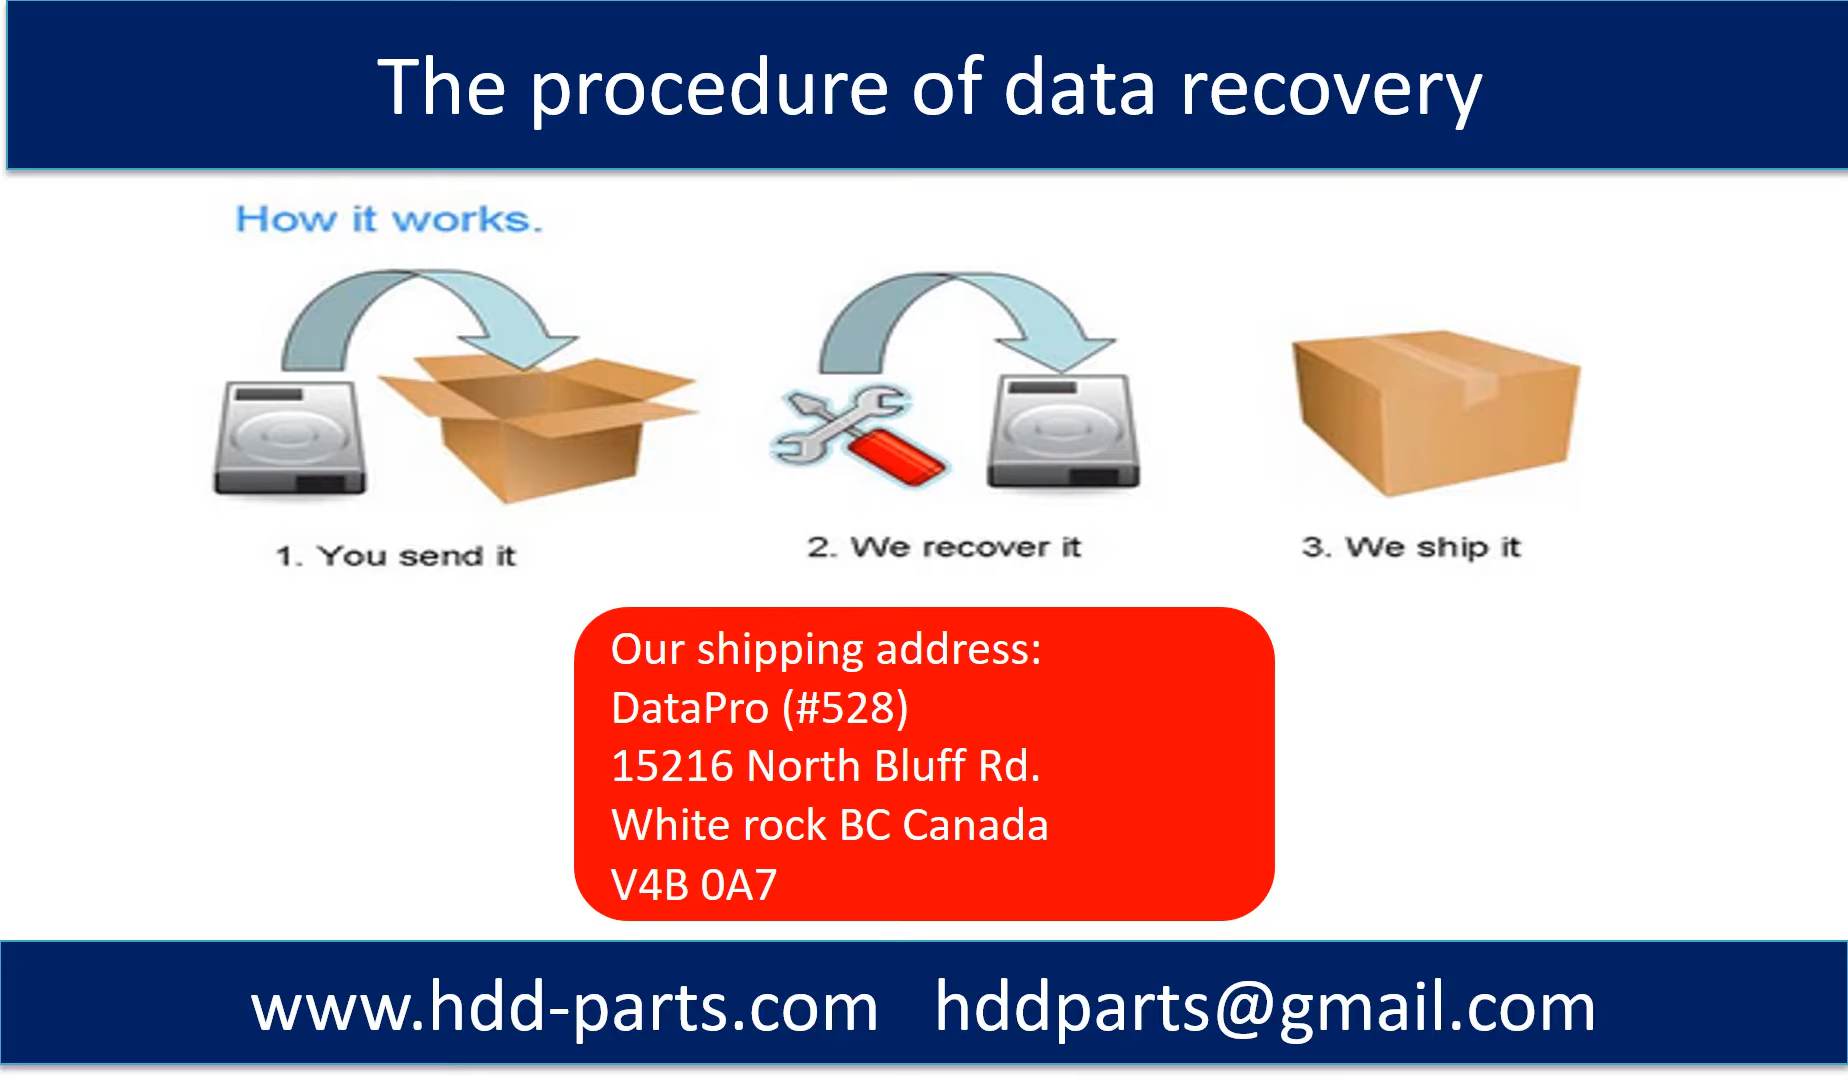 The procedure of data recovery
How it works.
1. You send it
2. We recover it
3. We ship it
Our shipping address:
DataPro (#528)
15216 North Bluff Rd.
White rock BC Canada
V4B 0A7
www.hdd-parts.com hddparts@gmail.com